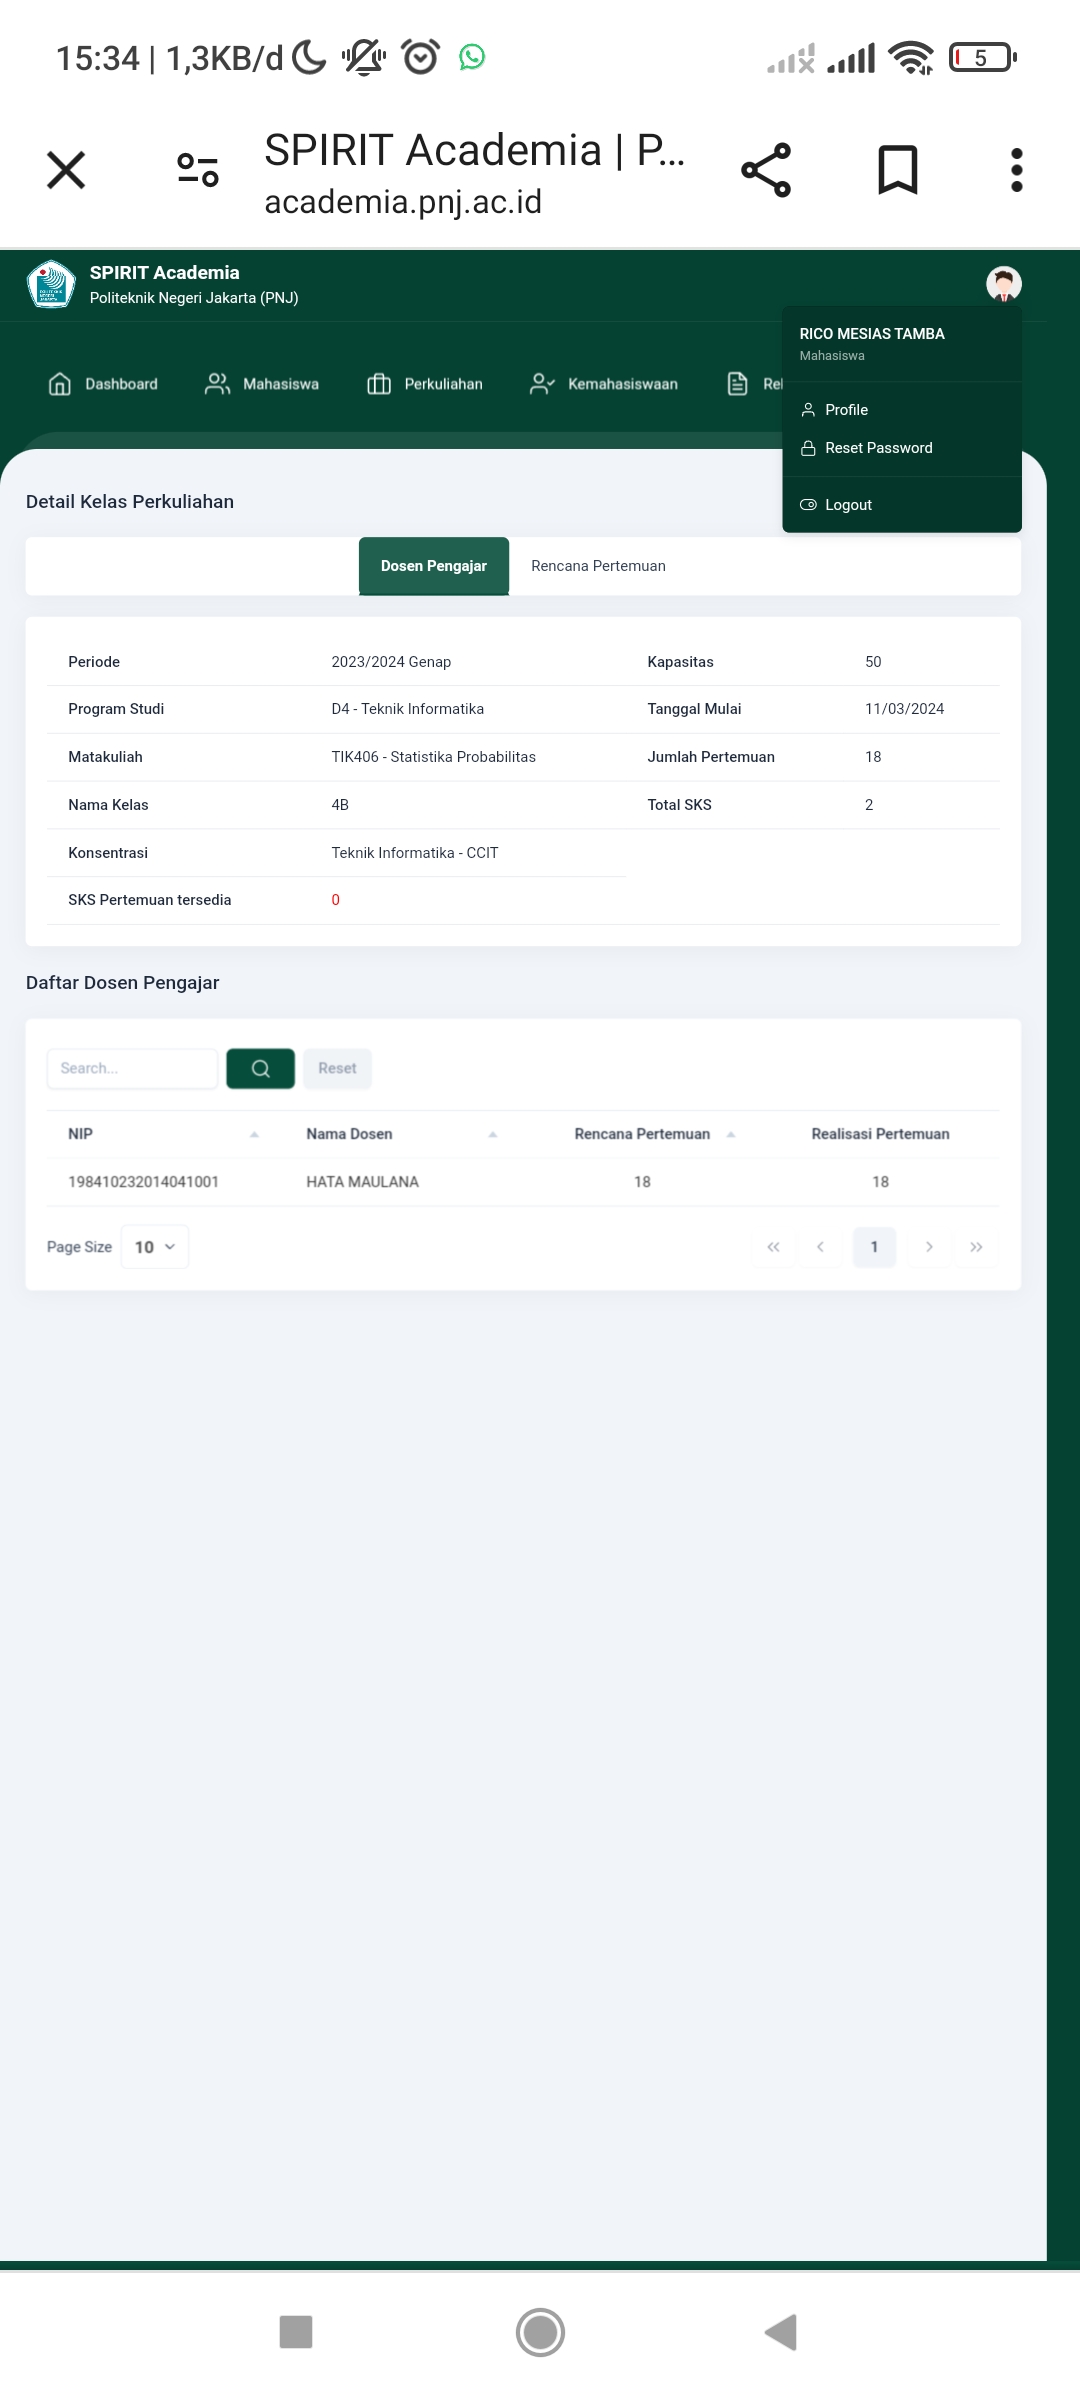 15:34 | 1,3KB/d
5
SPIRIT Academia | P...
academia.pnj.ac.id
SPIRIT Academia
Politeknik Negeri Jakarta (PNJ)
RICO MESIAS TAMBA
Mahasiswa
Profile
Reset Password
Logout
Dashboard Mahasiswa Perkuliahan Kemahasiswaan
Detail Kelas Perkuliahan
Dosen Pengajar Rencana Pertemuan
Periode 2023/2024 Genap Kapasitas 50
Program Studi D4 - Teknik Informatika Tanggal Mulai 11/03/2024
Matakuliah TIK406 - Statistika Probabilitas Jumlah Pertemuan 18
Nama Kelas 4B Total SKS 2
Konsentrasi Teknik Informatika - CCIT
SKS Pertemuan tersedia 0
Daftar Dosen Pengajar
Search... Reset
NIP Nama Dosen Rencana Pertemuan Realisasi Pertemuan
198410232014041001 HATA MAULANA 18 18
Page Size 10 1